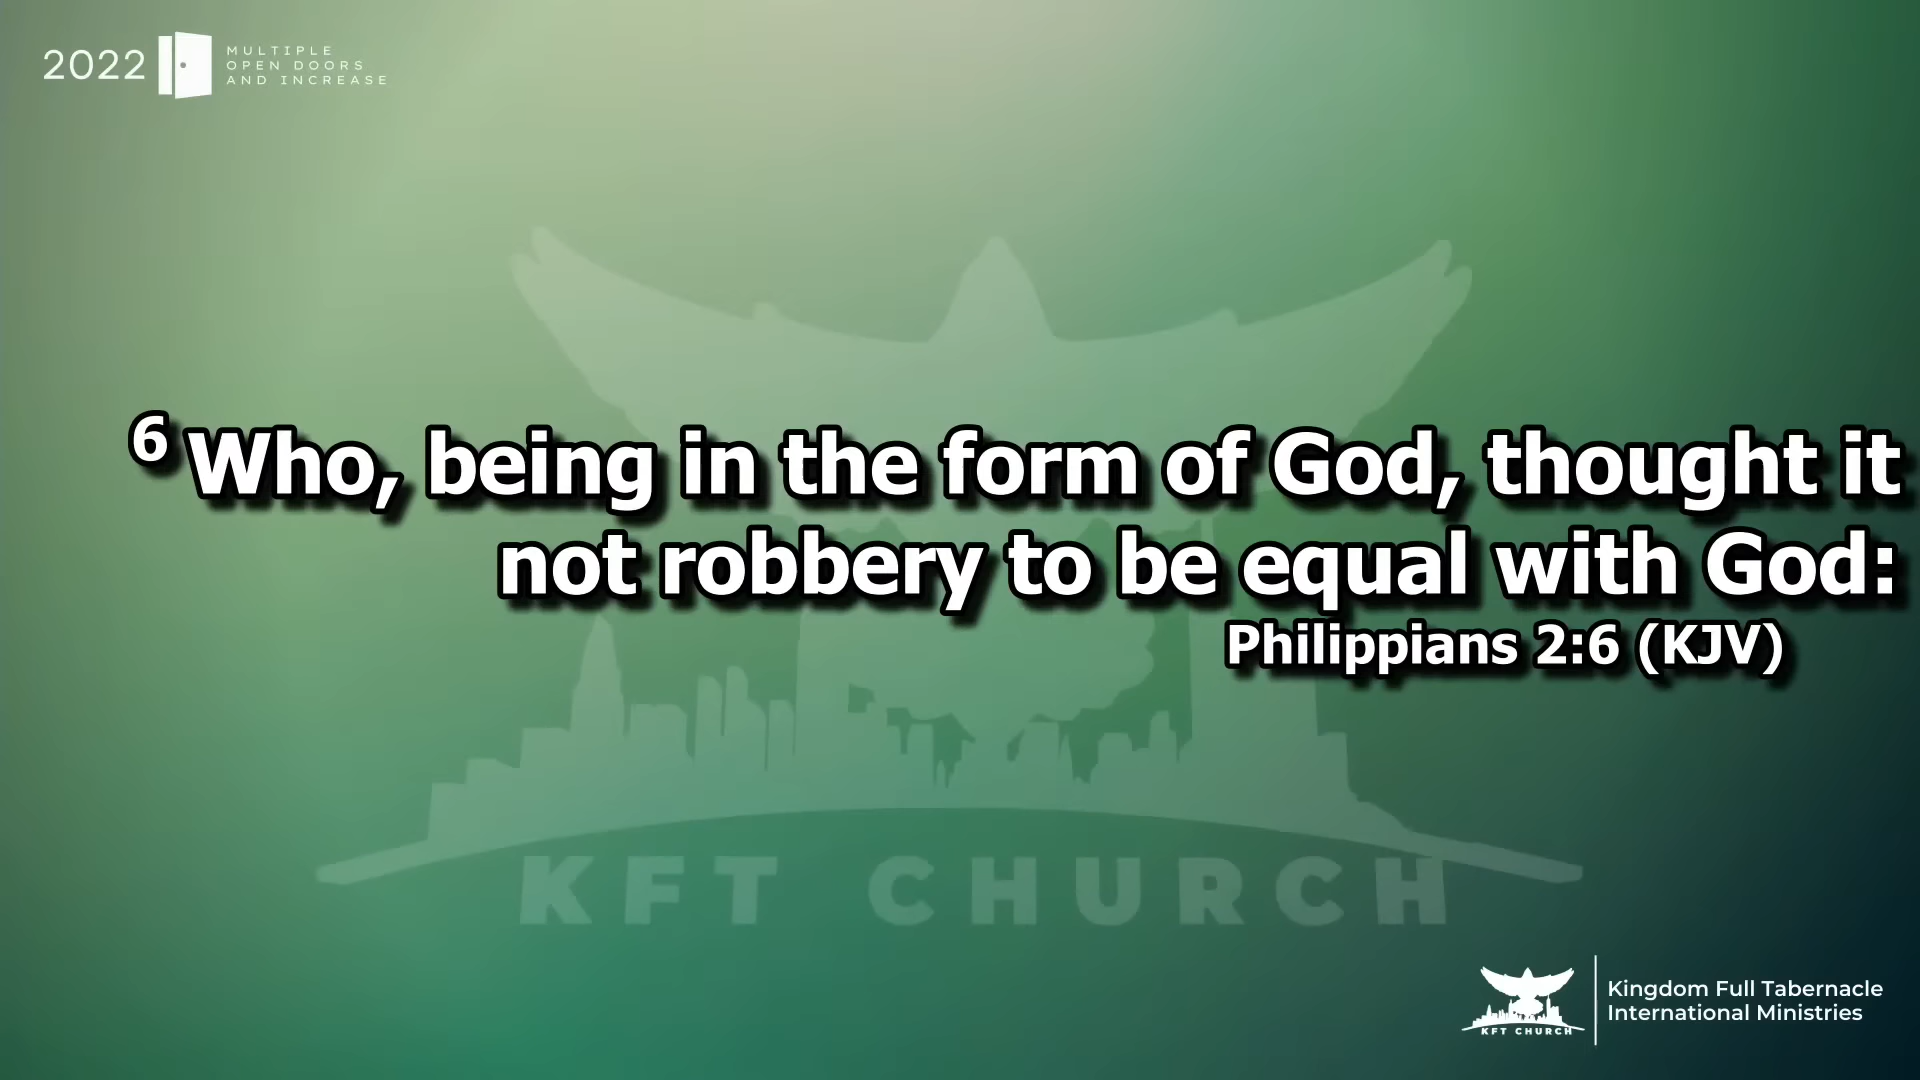 2022
MULTIPLE
OPEN DOORS
AND INCREASE
6 Who, being in the form of God, thought it
not robbery to be equal with God:
Philippians 2:6 (KJV)
KFT CHURCH
KFT CHURCH
Kingdom Full Tabernacle
International Ministries